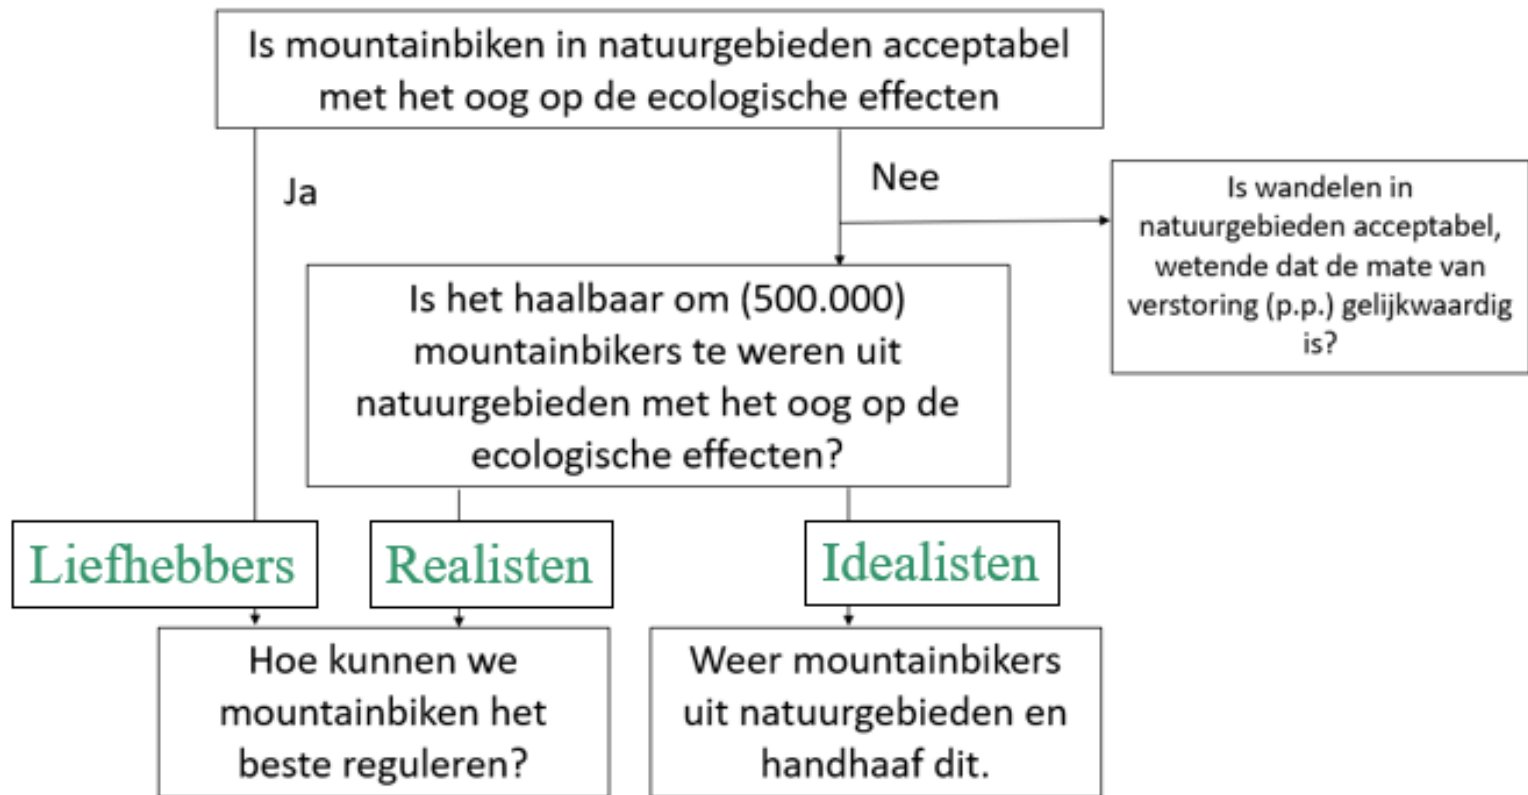 Is mountainbiken in natuurgebieden acceptabel
met het oog op de ecologische effecten
Ja
Nee
Is wandelen in
natuurgebieden acceptabel,
wetende dat de mate van
verstoring (p.p.) gelijkwaardig
is?
Is het haalbaar om (500.000)
mountainbikers te weren uit
natuurgebieden met het oog op de
ecologische effecten?
Liefhebbers
Realisten
Idealisten
Hoe kunnen we
mountainbiken het
beste reguleren?
Weer mountainbikers
uit natuurgebieden en
handhaaf dit.